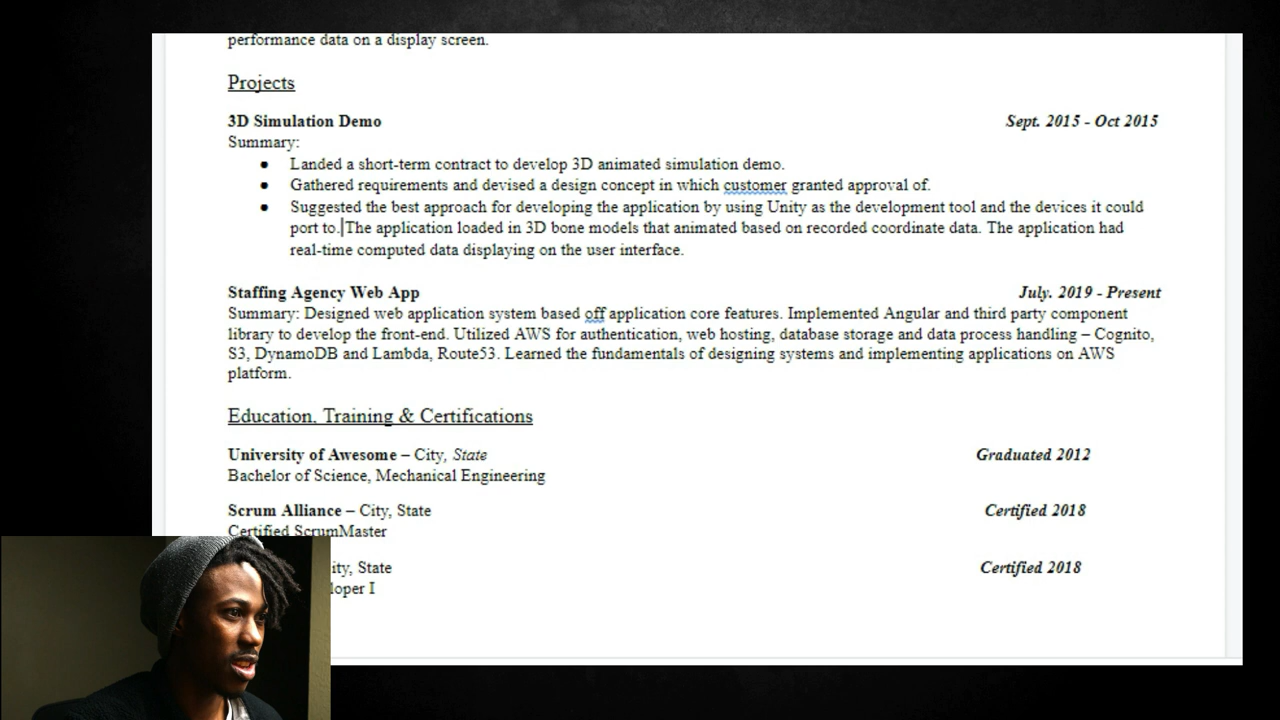 performance data on a display screen.
Projects
3D Simulation Demo Sept. 2015 - Oct 2015
Summary:
● Landed a short-term contract to develop 3D animated simulation demo.
● Gathered requirements and devised a design concept in which customer granted approval of.
● Suggested the best approach for developing the application by using Unity as the development tool and the devices it could
port to. The application loaded in 3D bone models that animated based on recorded coordinate data. The application had
real-time computed data displaying on the user interface.
Staffing Agency Web App July. 2019 - Present
Summary: Designed web application system based off application core features. Implemented Angular and third party component
library to develop the front-end. Utilized AWS for authentication, web hosting, database storage and data process handling – Cognito,
S3, DynamoDB and Lambda, Route53. Learned the fundamentals of designing systems and implementing applications on AWS
platform.
Education, Training & Certifications
University of Awesome – City, State Graduated 2012
Bachelor of Science, Mechanical Engineering
Scrum Alliance – City, State Certified 2018
Certified ScrumMaster
State Certified 2018
I